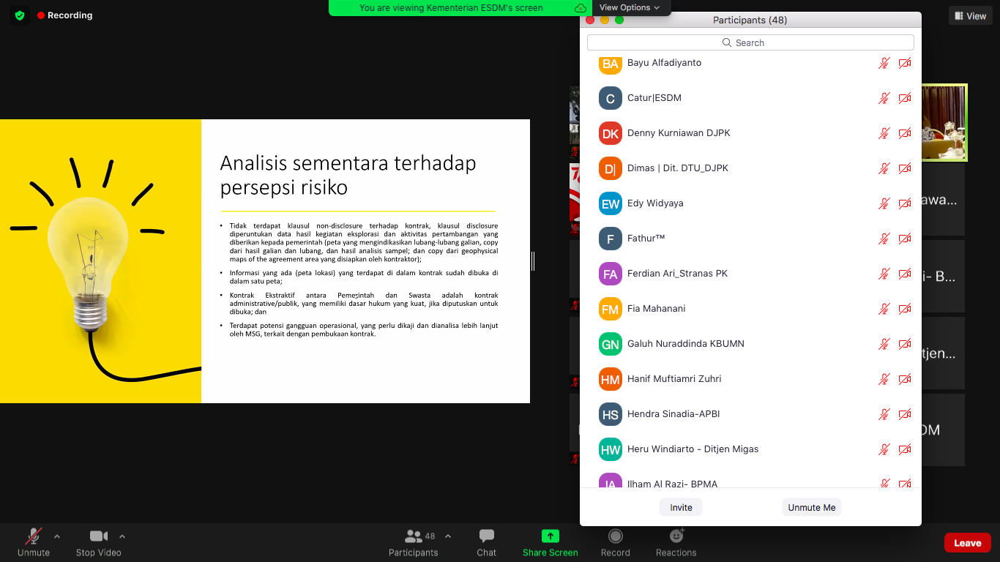 Recording
You are viewing Kementerian ESDM's screen
View Options
View
Participants (48)
Search
BA Bayu Alfadiyanto
C Catur|ESDM
DK Denny Kurniawan DJPK
D| Dimas | Dit. DTU_DJPK
EW Edy Widyaya
F Fathur™
FA Ferdian Ari_Stranas PK
FM Fia Mahanani
GN Galuh Nuraddinda KBUMN
HM Hanif Muftiamri Zuhri
HS Hendra Sinadia-APBI
HW Heru Windiarto - Ditjen Migas
IA Ilham Al Razi- BPMA
Invite
Unmute Me
Analisis sementara terhadap
persepsi risiko
• Tidak terdapat klausul non-disclosure terhadap kontrak, klausul disclosure
diperuntukan data hasil kegiatan eksplorasi dan aktivitas pertambangan yang
diberikan kepada pemerintah (peta yang mengindikasikan lubang-lubang galian, copy
dari hasil galian dan lubang, dan hasil analisis sampel; dan copy dari geophysical
maps of the agreement area yang disiapkan oleh kontraktor);
• Informasi yang ada (peta lokasi) yang terdapat di dalam kontrak sudah dibuka di
dalam satu peta;
• Kontrak Ekstraktif antara Pemerintah dan Swasta adalah kontrak
administrative/publik, yang memiliki dasar hukum yang kuat, jika diputuskan untuk
dibuka; dan
• Terdapat potensi gangguan operasional, yang perlu dikaji dan dianalisa lebih lanjut
oleh MSG, terkait dengan pembukaan kontrak.
awa...
i- B...
tjen...
DM
Unmute
Stop Video
48
Participants
Chat
Share Screen
Record
Reactions
Leave